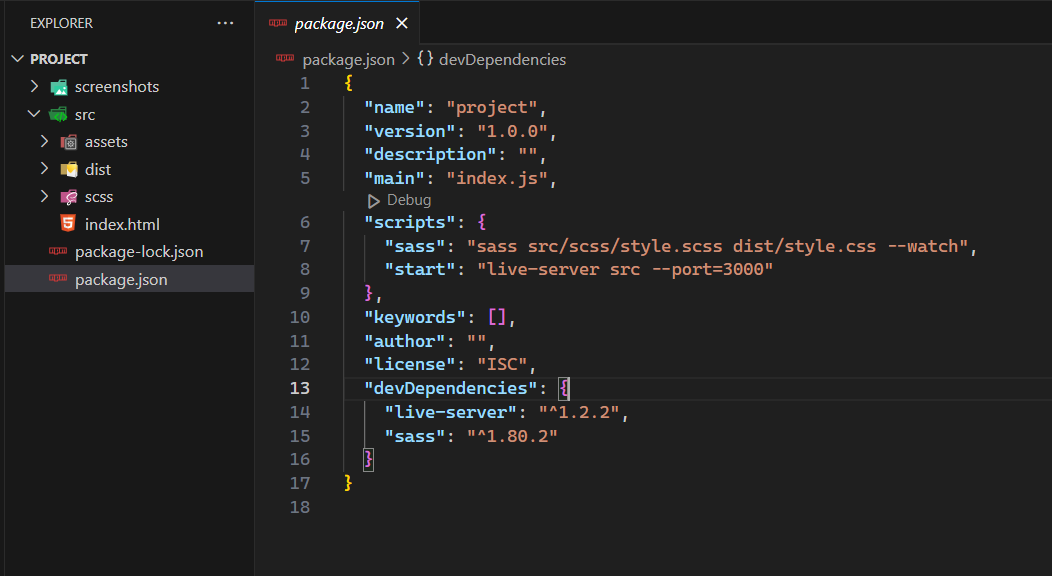 EXPLORER
PROJECT
screenshots
src
assets
dist
scss
index.html
package-lock.json
package.json
package.json
package.json > {} devDependencies
1 {
2 "name": "project",
3 "version": "1.0.0",
4 "description": "",
5 "main": "index.js",
Debug
6 "scripts": {
7 "sass": "sass src/scss/style.scss dist/style.css --watch",
8 "start": "live-server src --port=3000"
9 },
10 "keywords": [],
11 "author": "",
12 "license": "ISC",
13 "devDependencies": {
14 "live-server": "^1.2.2",
15 "sass": "^1.80.2"
16 }
17 }
18